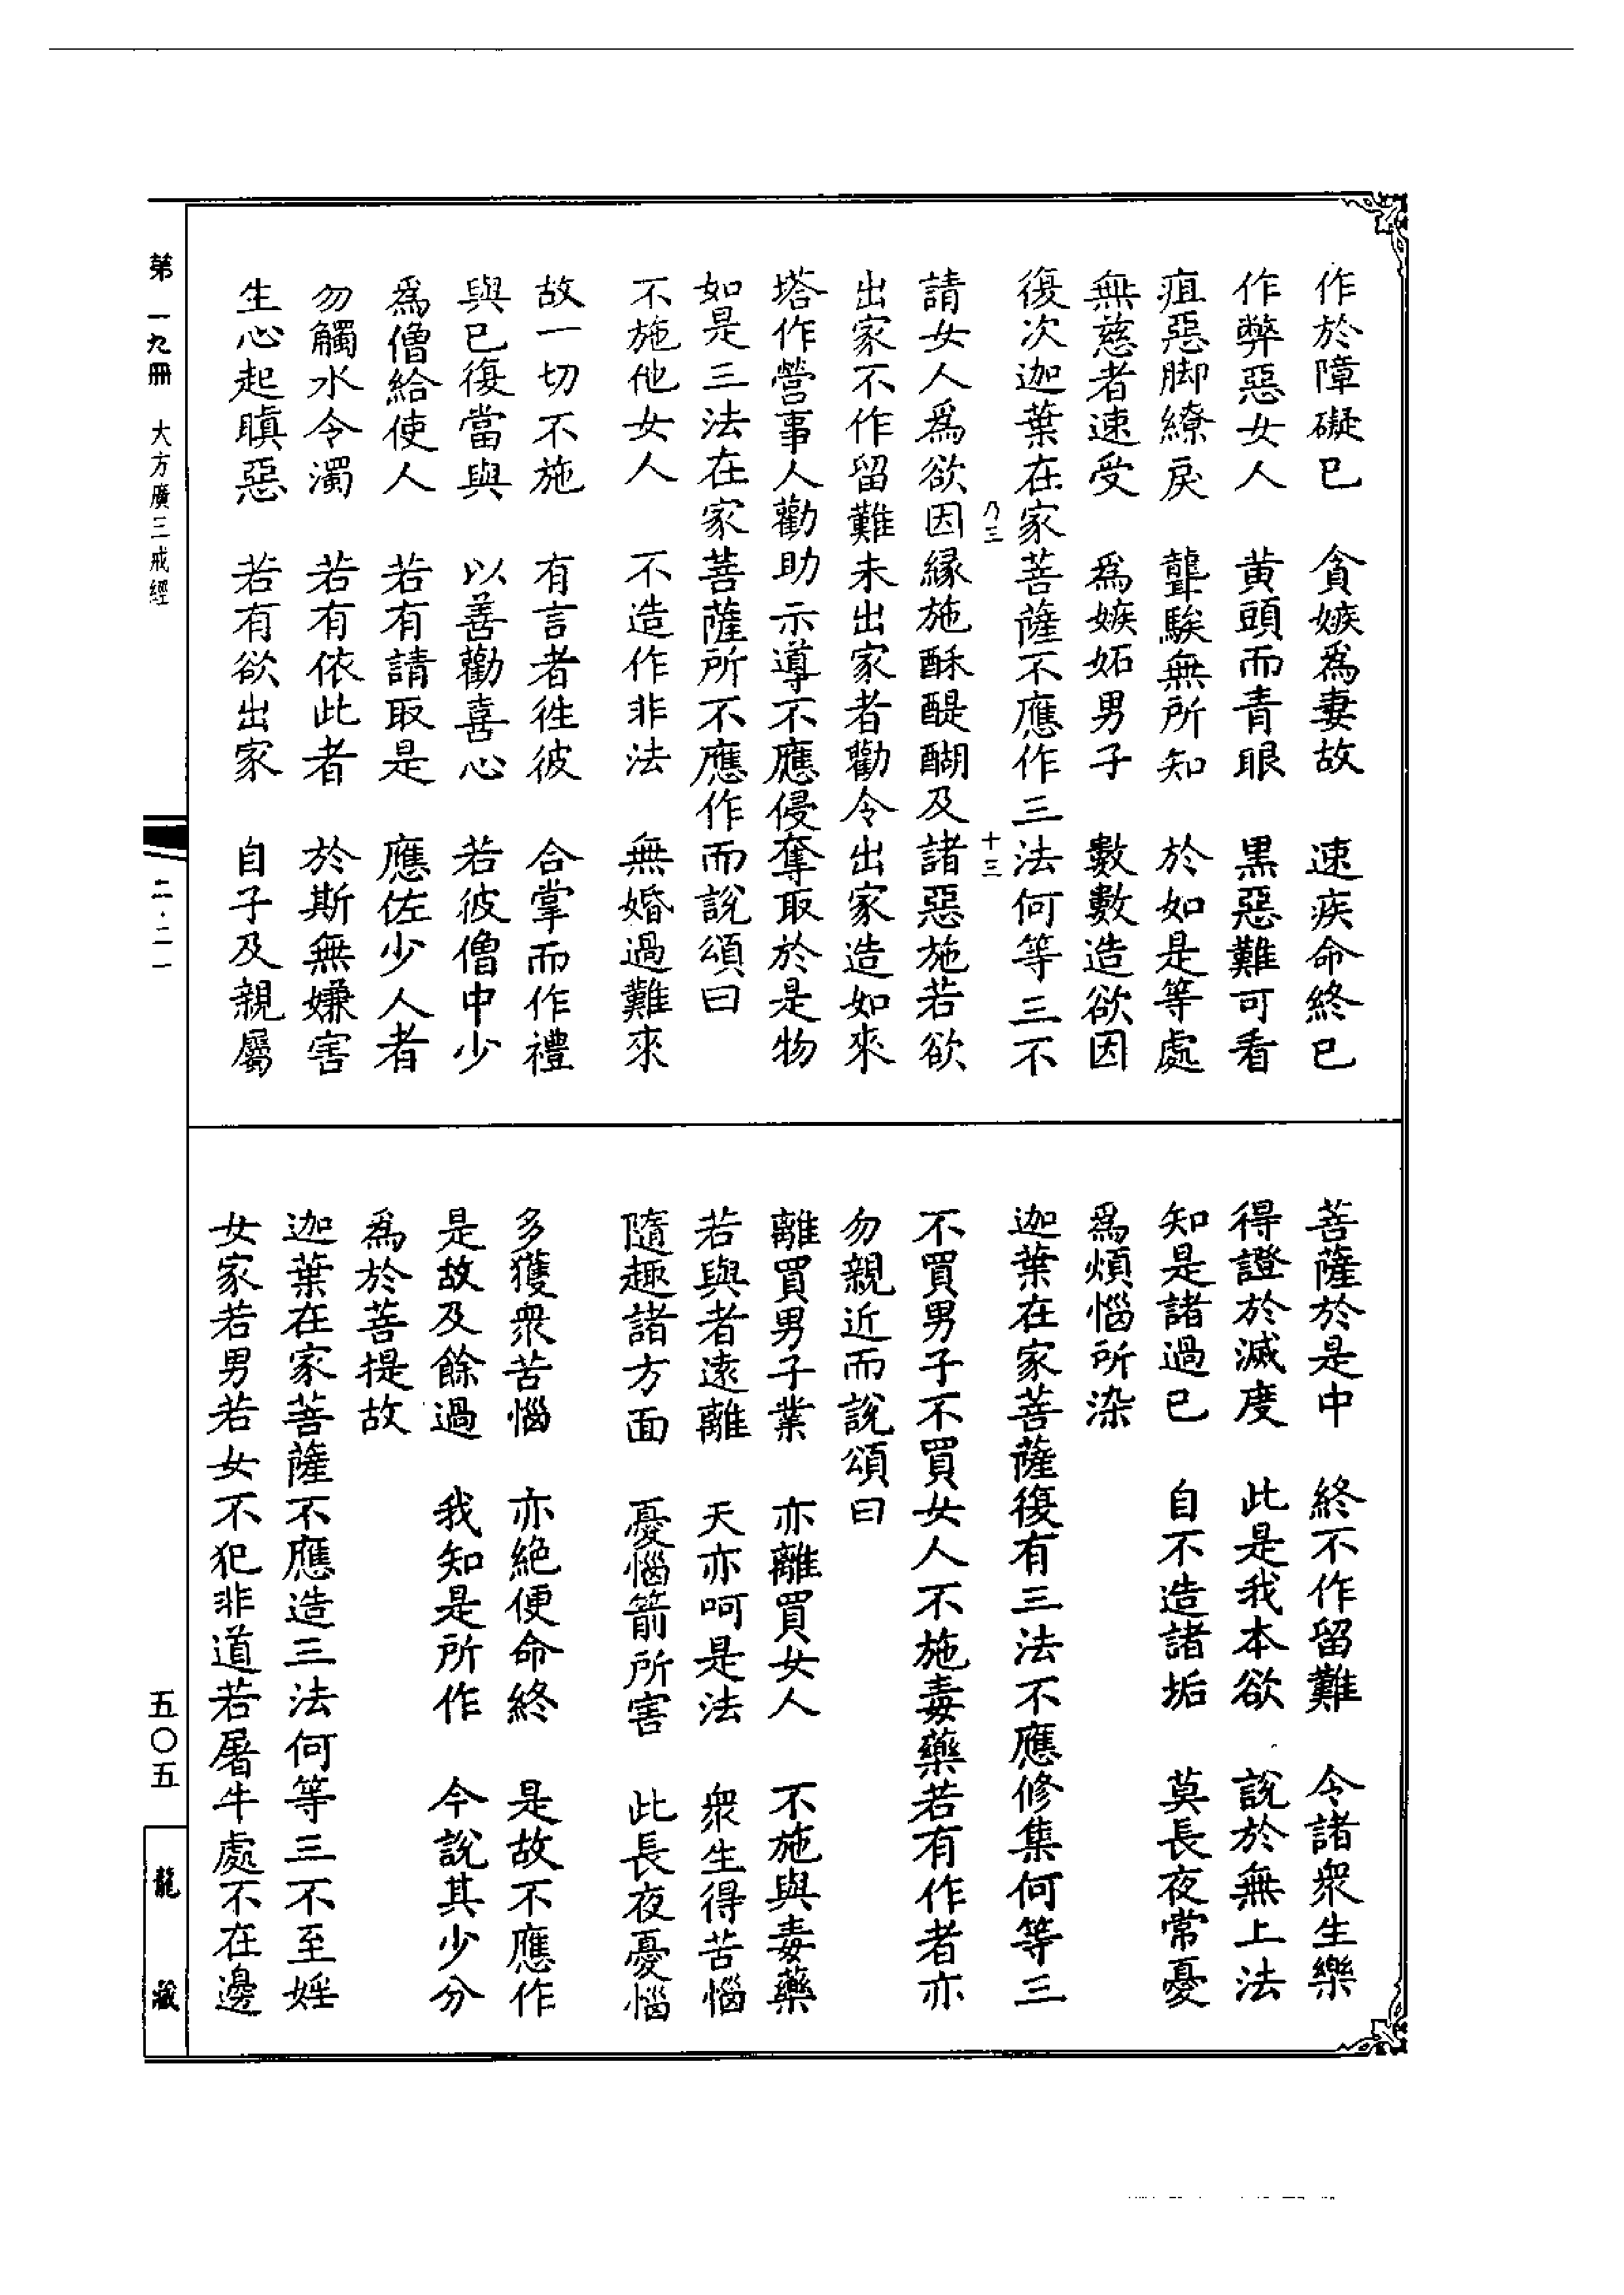 作於障礙已　貪嫉為妻故　速疾命終已
作弊惡女人　黃頭而青眼　黑惡難可看
疽惡脚繚戾　聾騃無所知　於如是等處
無慈者速受　為嫉妬男子　數數造欲因
復次迦葉在家菩薩不應作三法何等三不
乃三　十三
請女人為欲因緣施酥醍醐及諸惡施若欲
出家不作留難未出家者勸令出家造如來
塔作營事人勸助示導不應侵奪取於是物
如是三法在家菩薩所不應作而說頌曰
不施他女人　不造作非法　無婚過難來
故一切不施　有言者徃彼　合掌而作禮
與已復當與　以善勸喜心　若彼僧中少
為僧給使人　若有請取是　應佐少人者
勿觸水令濁　若有依此者　於斯無嫌害
生心起瞋惡　若有欲出家　自子及親屬
菩薩於是中　終不作留難　令諸衆生樂
得證於滅度　此是我本欲　說於無上法
知是諸過已　自不造諸垢　莫長夜常憂
為煩惱所染
迦葉在家菩薩復有三法不應修集何等三
不買男子不買女人不施毒藥若有作者亦
勿親近而說頌曰
離買男子業　亦離買女人　不施與毒藥
若與者遠離　天亦呵是法　衆生得苦惱
隨趣諸方面　憂惱箭所害　此長夜憂惱
多獲衆苦惱　亦絕便命終　是故不應作
是故及餘過　我知是所作　今說其少分
為於菩提故
迦葉在家菩薩不應造三法何等三不至婬
女家若男若女不犯非道若屠牛處不在邊
第一九冊　大方廣三戒經
二·二一
五〇五
龍藏